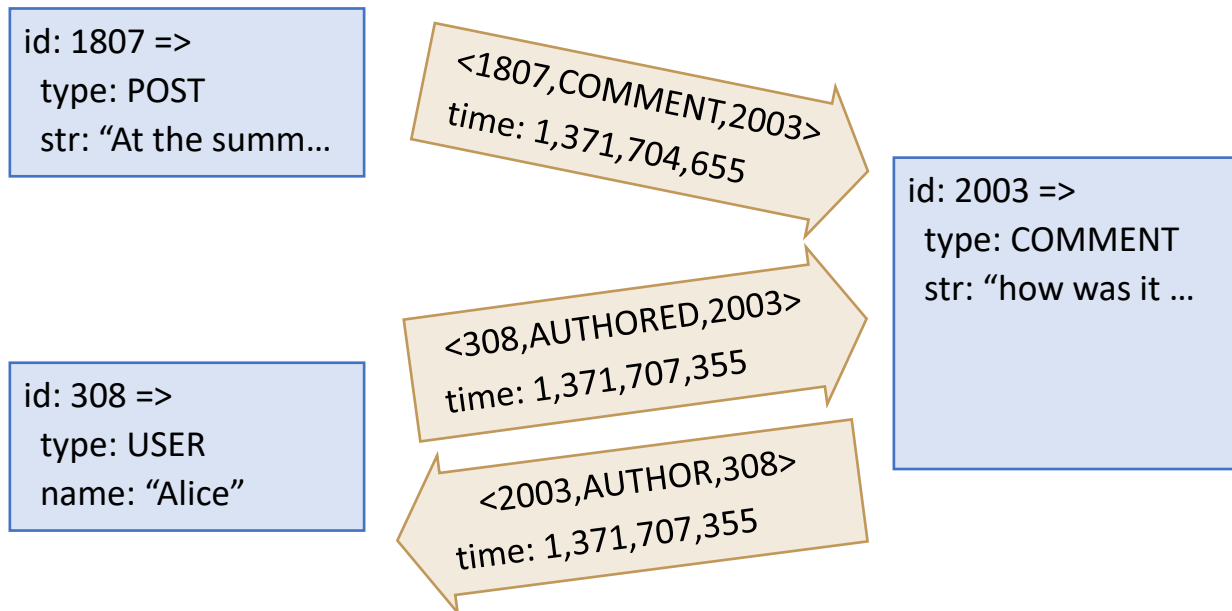 id: 1807 =>
type: POST
str: “At the summ…
<1807,COMMENT,2003>
time: 1,371,704,655
id: 2003 =>
type: COMMENT
str: “how was it …
<308,AUTHORED,2003>
time: 1,371,707,355
id: 308 =>
type: USER
name: “Alice”
<2003,AUTHOR,308>
time: 1,371,707,355